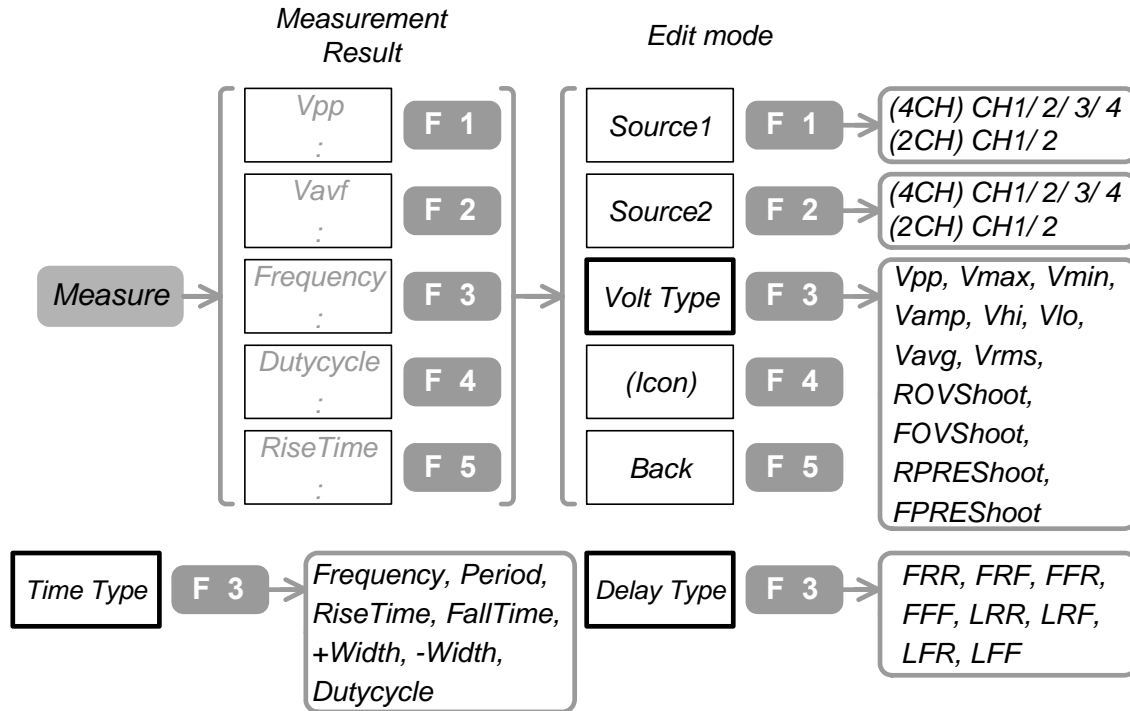 Measurement
Result
Edit mode
Measure
Vpp
:
F 1
Vavf
:
F 2
Frequency
:
F 3
Dutycycle
:
F 4
RiseTime
:
F 5
Source1
F 1
(4CH) CH1/ 2/ 3/ 4
(2CH) CH1/ 2
Source2
F 2
(4CH) CH1/ 2/ 3/ 4
(2CH) CH1/ 2
Volt Type
F 3
Vpp, Vmax, Vmin,
Vamp, Vhi, Vlo,
Vavg, Vrms,
ROVShoot,
FOVShoot,
RPREShoot,
FPREShoot
(Icon)
F 4
Back
F 5
Time Type
F 3
Frequency, Period,
RiseTime, FallTime,
+Width, -Width,
Dutycycle
Delay Type
F 3
FRR, FRF, FFR,
FFF, LRR, LRF,
LFR, LFF